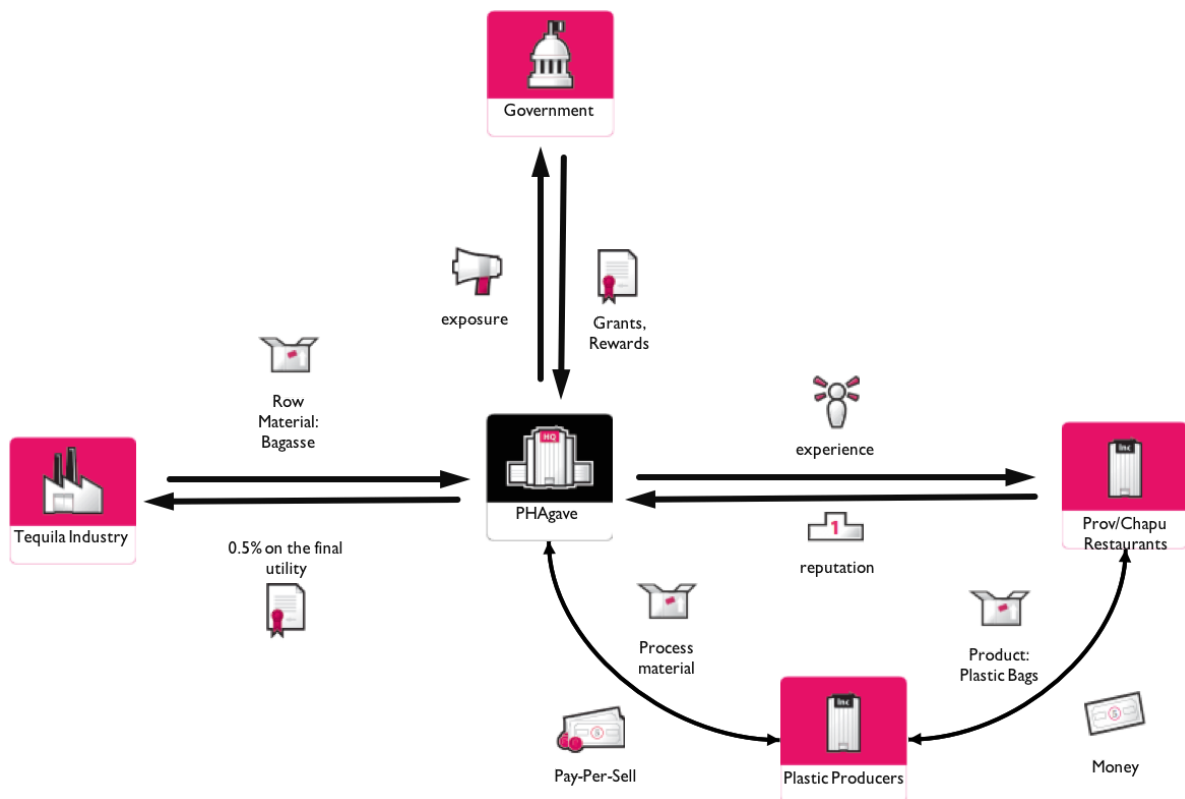 Government
exposure
Grants,
Rewards
Row
Material:
Bagasse
experience
HQ
Inc
Tequila Industry
PHAgave
Prov/Chapu
Restaurants
0.5% on the final
utility
1
reputation
Process
material
Product:
Plastic Bags
Inc
S
S
Pay-Per-Sell
Plastic Producers
Money